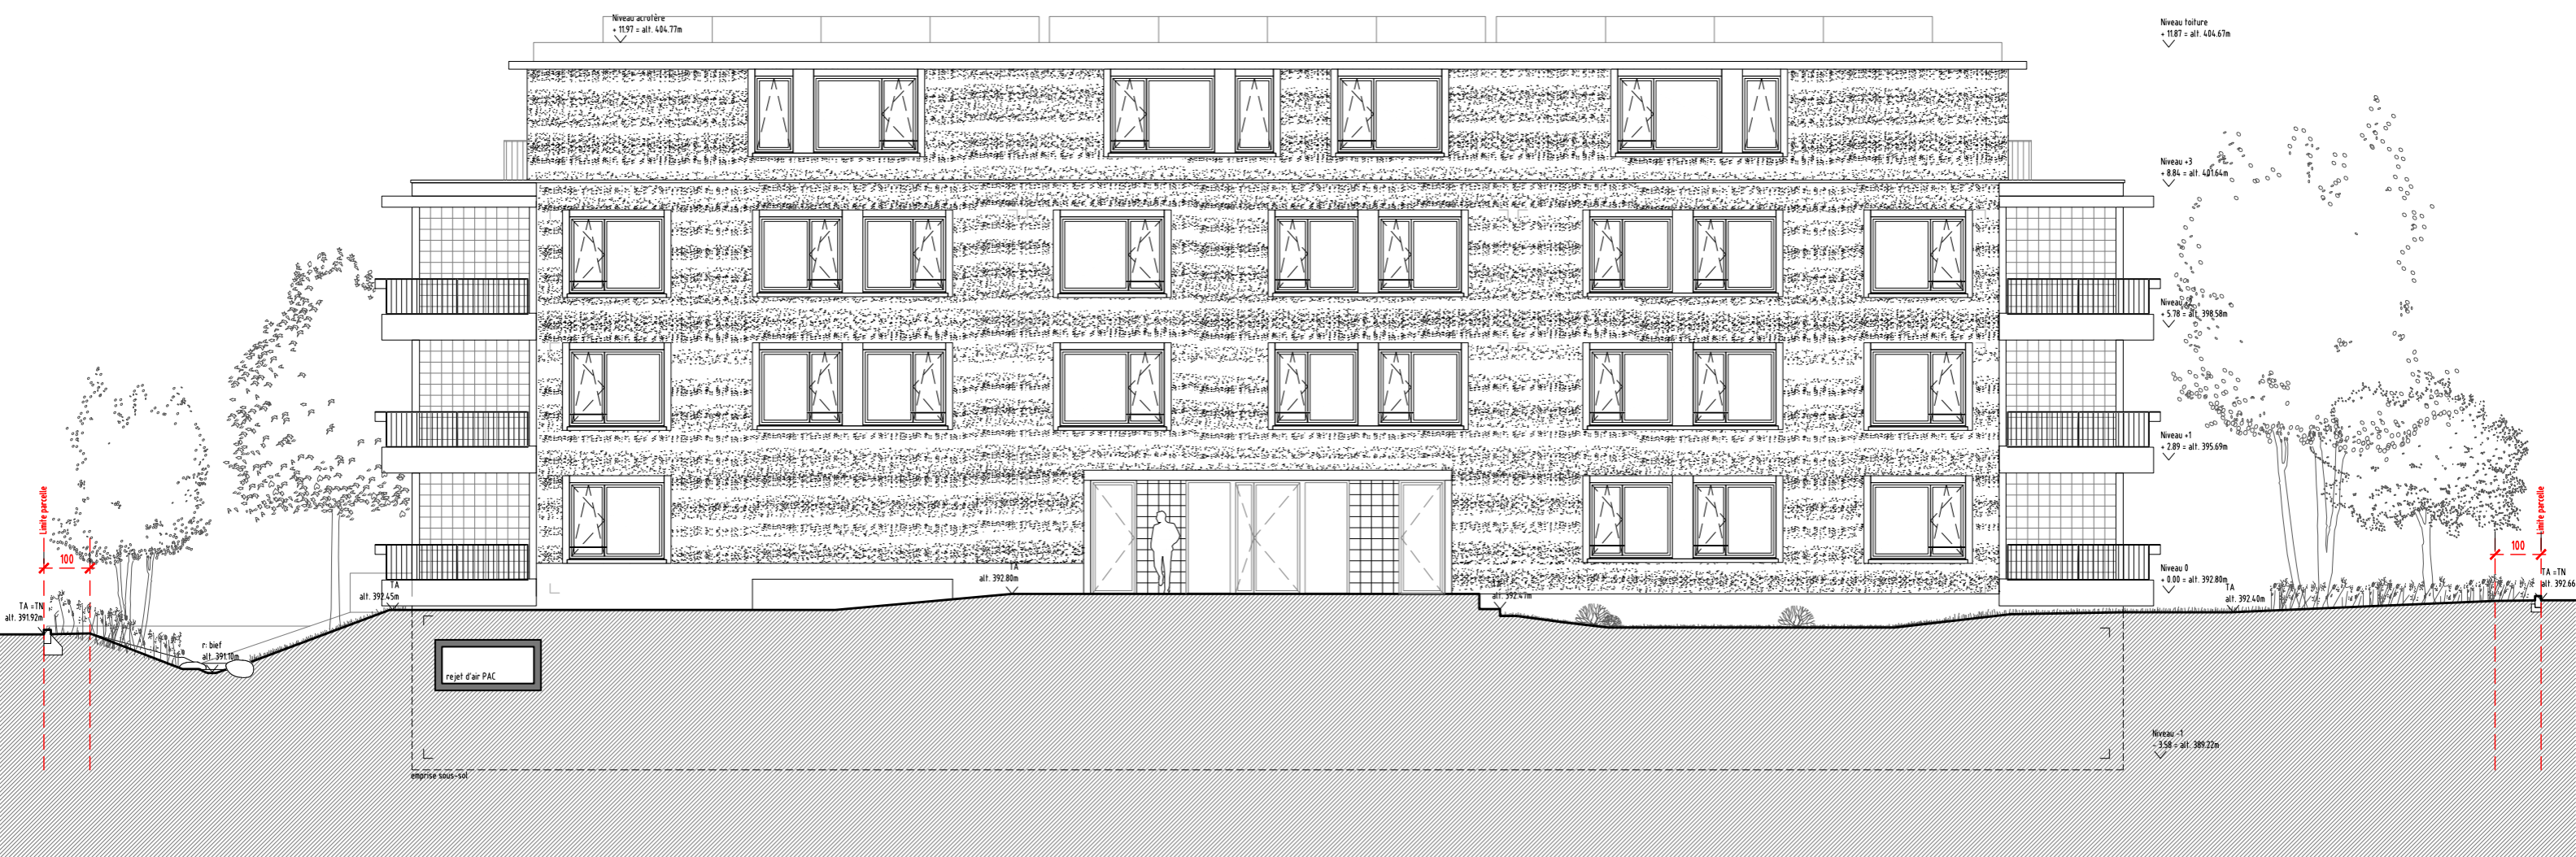 Niveau acrotère
+ 11.97 = alt. 404.77m
Niveau toiture
+ 11.87 = alt. 404.67m
Niveau +3
+ 8.84 = alt. 401.64m
Niveau +2
+ 5.78 = alt. 398.58m
Niveau +1
+ 2.89 = alt. 395.69m
Niveau 0
+ 0.00 = alt. 392.80m
Limite parcelle
100
TA =TN
alt. 391.92m
r: bief
alt. 391.10m
TA
alt. 392.45m
rejet d'air PAC
TA
alt. 392.80m
alt. 392.47m
TA
alt. 392.40m
100
Limite parcelle
TA =TN
alt. 392.66
Niveau -1
- 3.58 = alt. 389.22m
emprise sous-sol